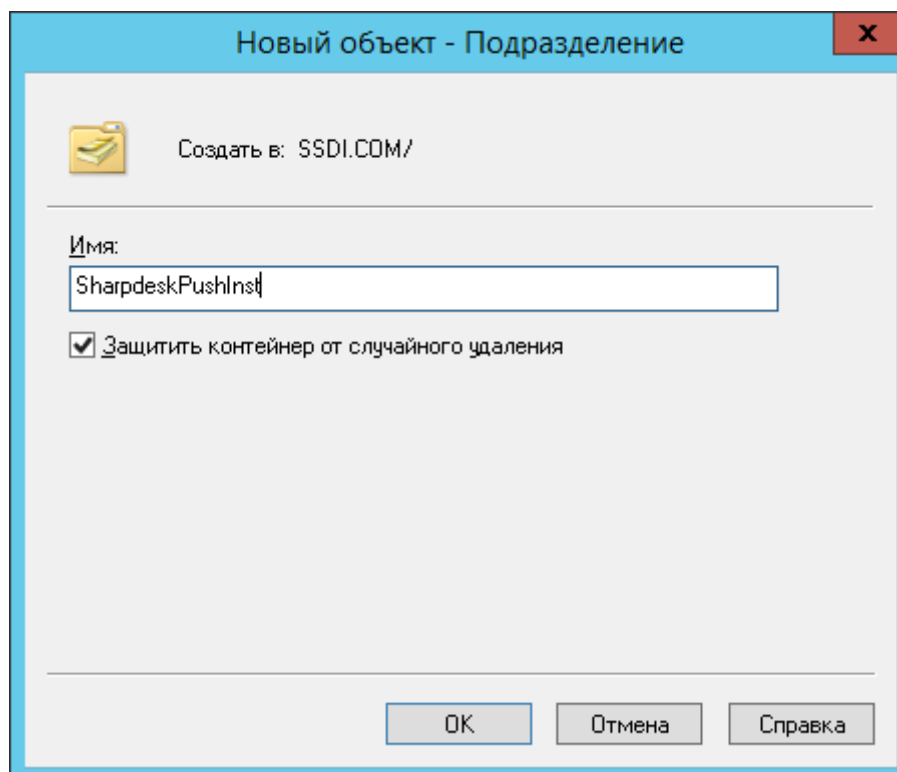 Новый объект - Подразделение
x
Создать в: SSDI.COM/
Имя:
SharpdeskPushInst
Защитить контейнер от случайного удаления
OK
Отмена
Справка